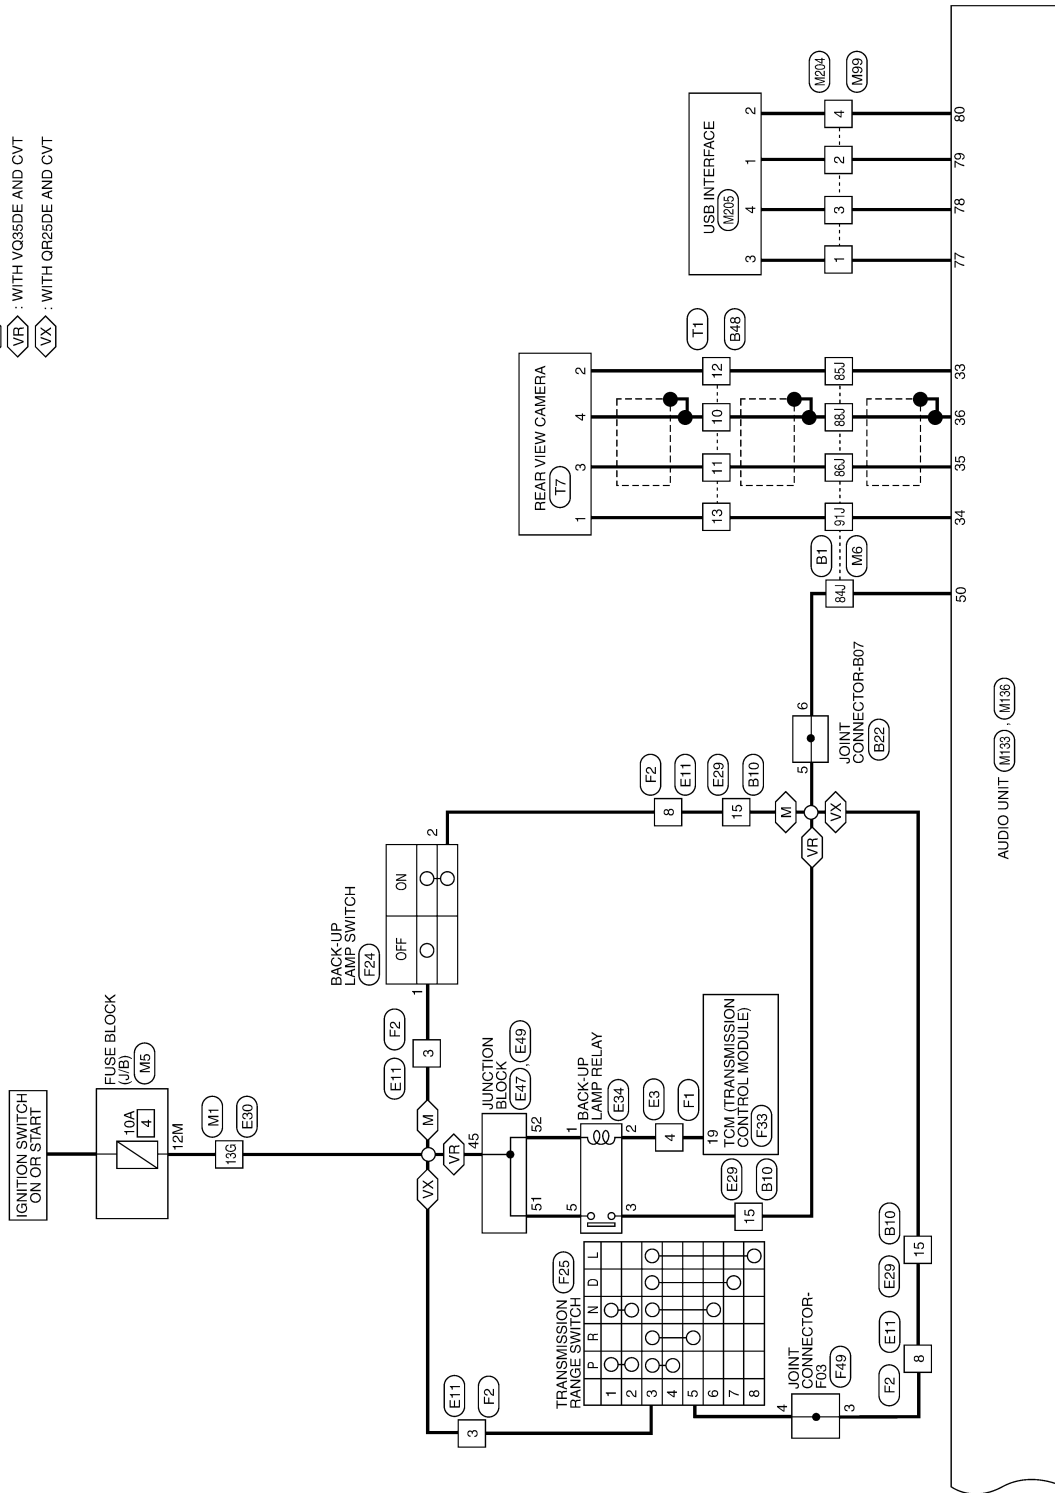 VR : WITH VQ35DE AND CVT
VX : WITH QR25DE AND CVT
IGNITION SWITCH
ON OR START
FUSE BLOCK
(J/B) M5
10A
4
12M
13G
M1
E30
VX
M
VR
E11
F2
3
BACK-UP
LAMP SWITCH
F24
OFF
ON
1
2
E11
F2
3
45
JUNCTION
BLOCK
E47 , E49
51
52
BACK-UP
LAMP RELAY
E34
5
1
3
2
4
E3
F1
19
TCM (TRANSMISSION
CONTROL MODULE)
F33
15
E29
B10
TRANSMISSION
RANGE SWITCH
F25
P R N D L
1
2
3
4
5
6
7
8
4
JOINT
CONNECTOR-
F03
F49
3
F2
E11
8
E29
B10
15
8
F2
E11
15
E29
B10
M
VR
VX
5
6
JOINT
CONNECTOR-B07
B22
REAR VIEW CAMERA
T7
1 3 4 2
13 11 10 12
T1
B48
84J 91J 86J 88J 85J
B1
M6
50 34 35 36 33
USB INTERFACE
M205
3 4 1 2
1 3 2 4
M204
M99
77 78 79 80
AUDIO UNIT M133 , M136